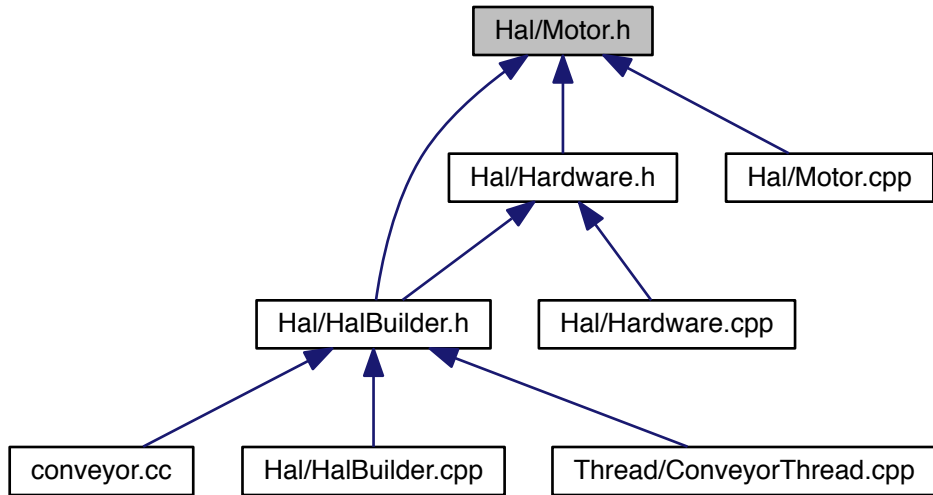 Hal/Motor.h
Hal/Hardware.h
Hal/Motor.cpp
Hal/HalBuilder.h
Hal/Hardware.cpp
conveyor.cc
Hal/HalBuilder.cpp
Thread/ConveyorThread.cpp